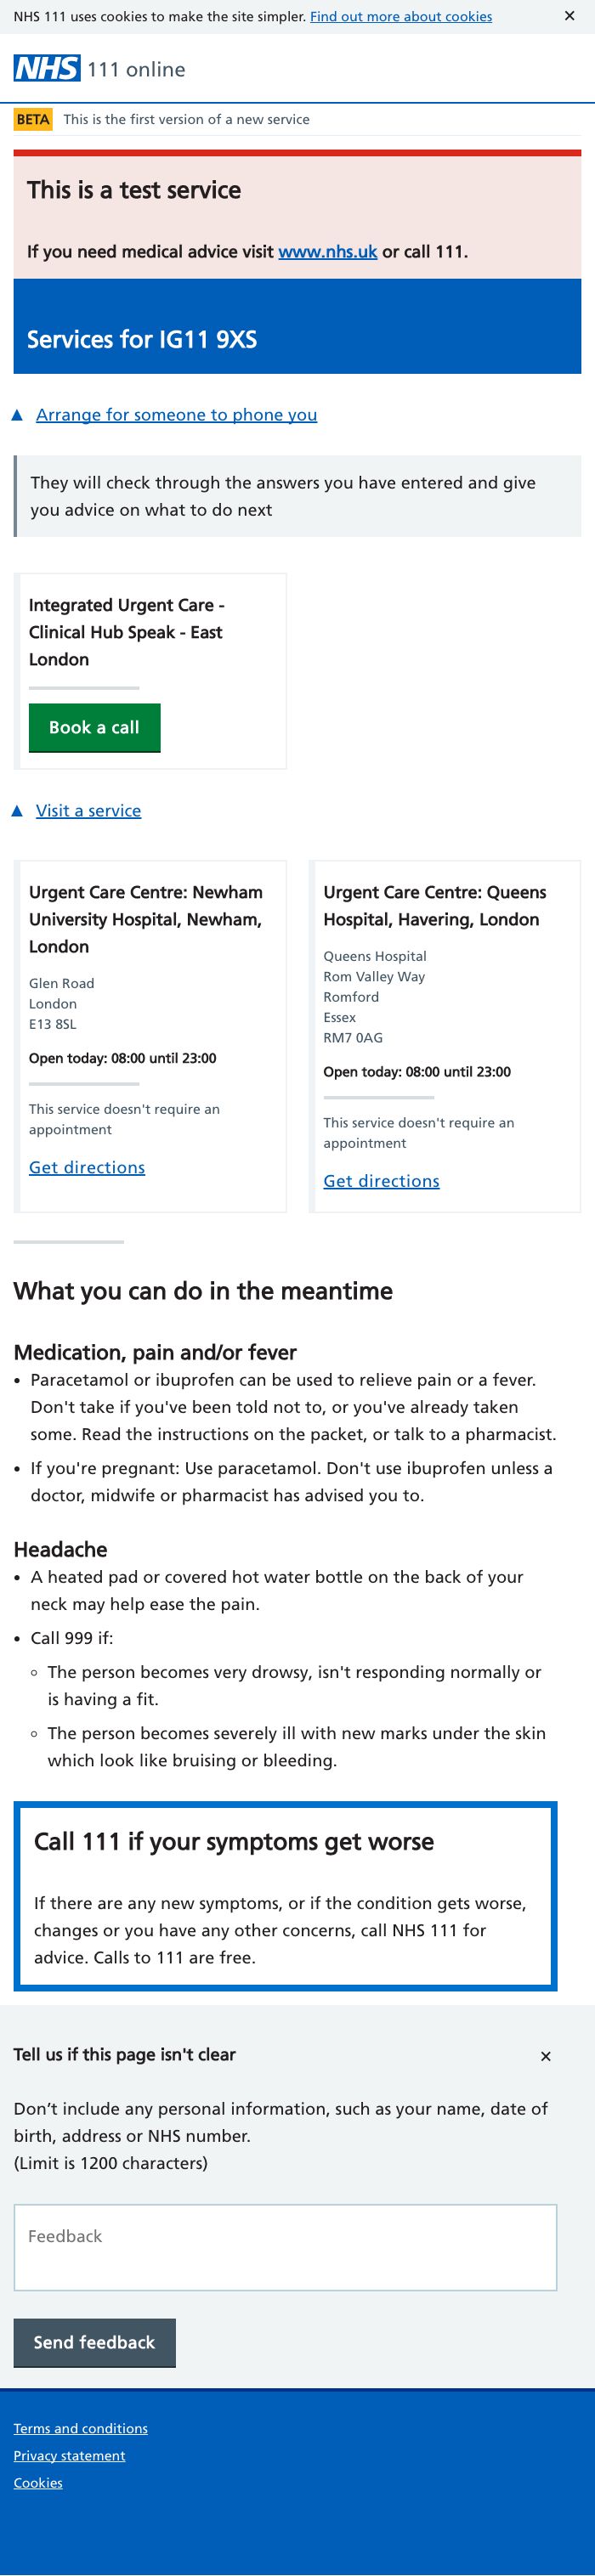 NHS 111 uses cookies to make the site simpler. Find out more about cookies ✕
NHS 111 online
BETA This is the first version of a new service
This is a test service
If you need medical advice visit www.nhs.uk or call 111.
Services for IG11 9XS
▲ Arrange for someone to phone you
They will check through the answers you have entered and give
you advice on what to do next
Integrated Urgent Care -
Clinical Hub Speak - East
London
Book a call
▲ Visit a service
Urgent Care Centre: Newham
University Hospital, Newham,
London
Glen Road
London
E13 8SL
Open today: 08:00 until 23:00
This service doesn't require an
appointment
Get directions
Urgent Care Centre: Queens
Hospital, Havering, London
Queens Hospital
Rom Valley Way
Romford
Essex
RM7 0AG
Open today: 08:00 until 23:00
This service doesn't require an
appointment
Get directions
What you can do in the meantime
Medication, pain and/or fever
• Paracetamol or ibuprofen can be used to relieve pain or a fever.
Don't take if you've been told not to, or you've already taken
some. Read the instructions on the packet, or talk to a pharmacist.
• If you're pregnant: Use paracetamol. Don't use ibuprofen unless a
doctor, midwife or pharmacist has advised you to.
Headache
• A heated pad or covered hot water bottle on the back of your
neck may help ease the pain.
• Call 999 if:
◦ The person becomes very drowsy, isn't responding normally or
is having a fit.
◦ The person becomes severely ill with new marks under the skin
which look like bruising or bleeding.
Call 111 if your symptoms get worse
If there are any new symptoms, or if the condition gets worse,
changes or you have any other concerns, call NHS 111 for
advice. Calls to 111 are free.
Tell us if this page isn't clear ✕
Don’t include any personal information, such as your name, date of
birth, address or NHS number.
(Limit is 1200 characters)
Feedback
Send feedback
Terms and conditions
Privacy statement
Cookies